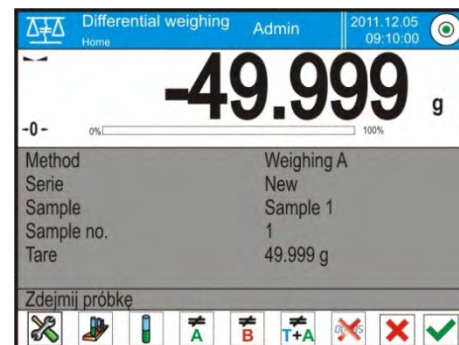 Differential weighing Admin 2011.12.05
Home 09:10:00
-49.999 g
-0- 0% 100%
Method Weighing A
Serie New
Sample Sample 1
Sample no. 1
Tare 49.999 g
Zdejmij próbkę
A B T+A